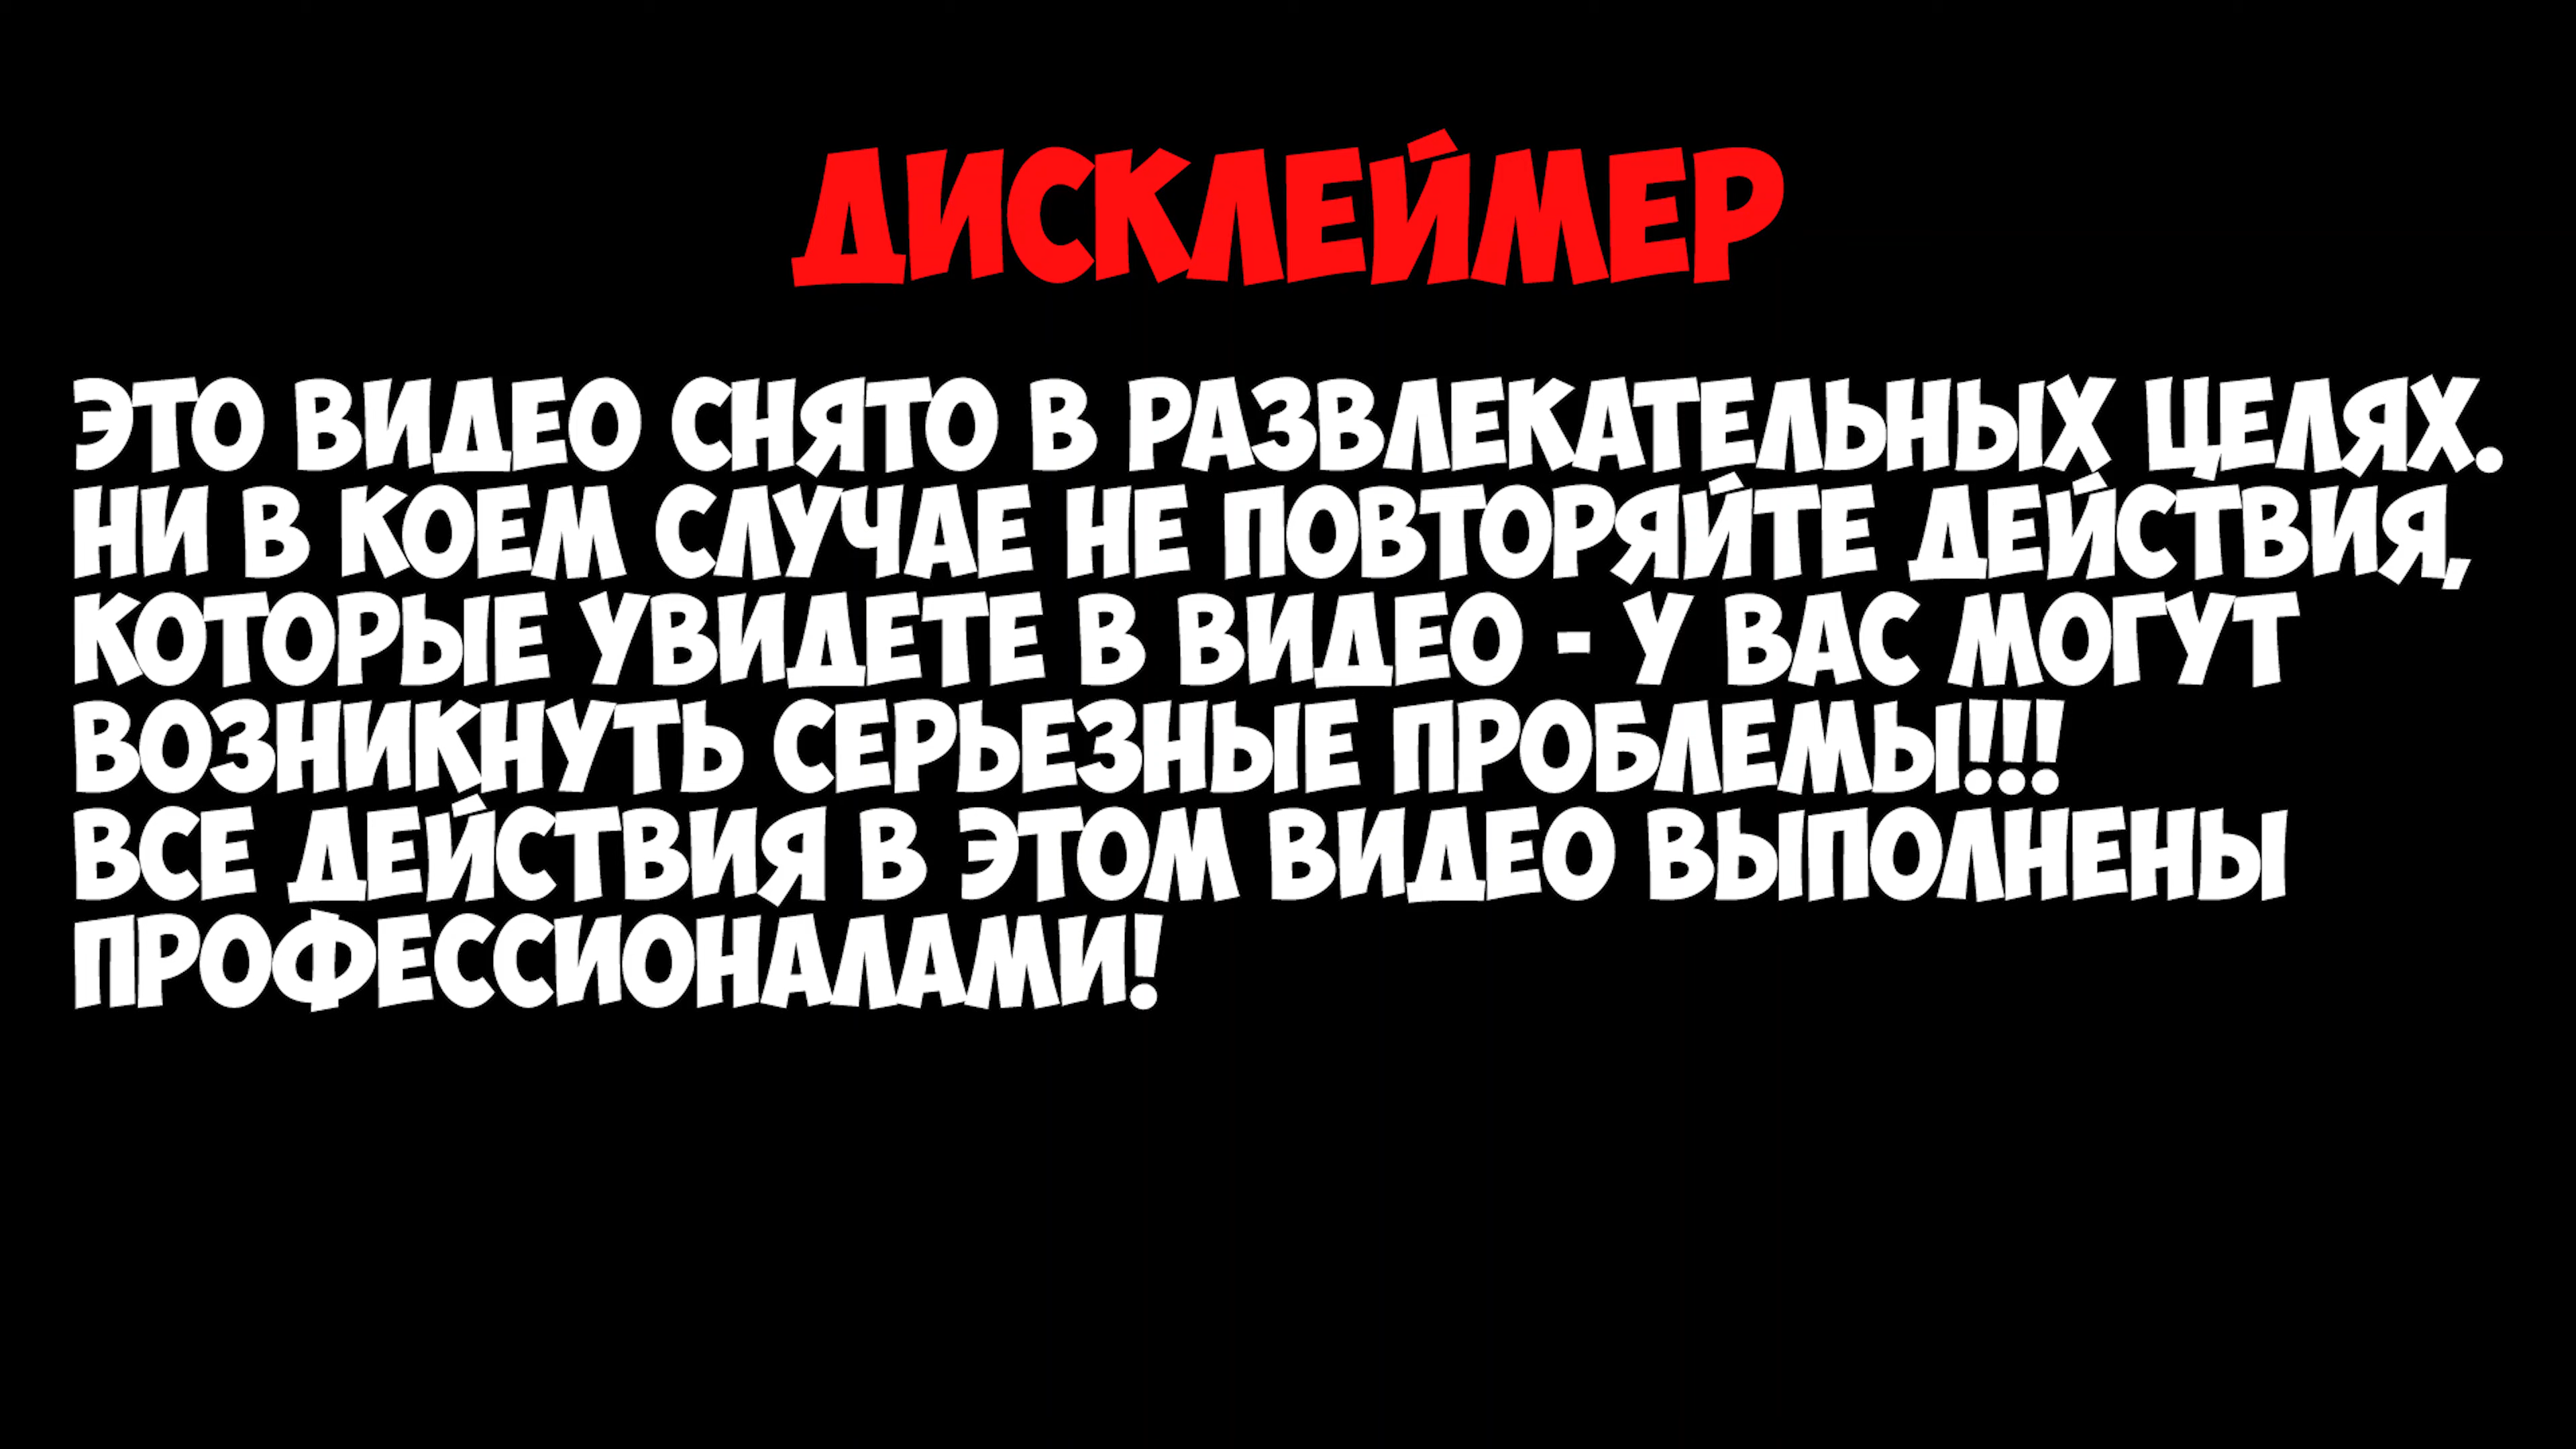 ДИСКЛЕЙМЕР
ЭТО ВИДЕО СНЯТО В РАЗВЛЕКАТЕЛЬНЫХ ЦЕЛЯХ.
НИ В КОЕМ СЛУЧАЕ НЕ ПОВТОРЯЙТЕ ДЕЙСТВИЯ,
КОТОРЫЕ УВИДЕТЕ В ВИДЕО - У ВАС МОГУТ
ВОЗНИКНУТЬ СЕРЬЕЗНЫЕ ПРОБЛЕМЫ!!!
ВСЕ ДЕЙСТВИЯ В ЭТОМ ВИДЕО ВЫПОЛНЕНЫ
ПРОФЕССИОНАЛАМИ!